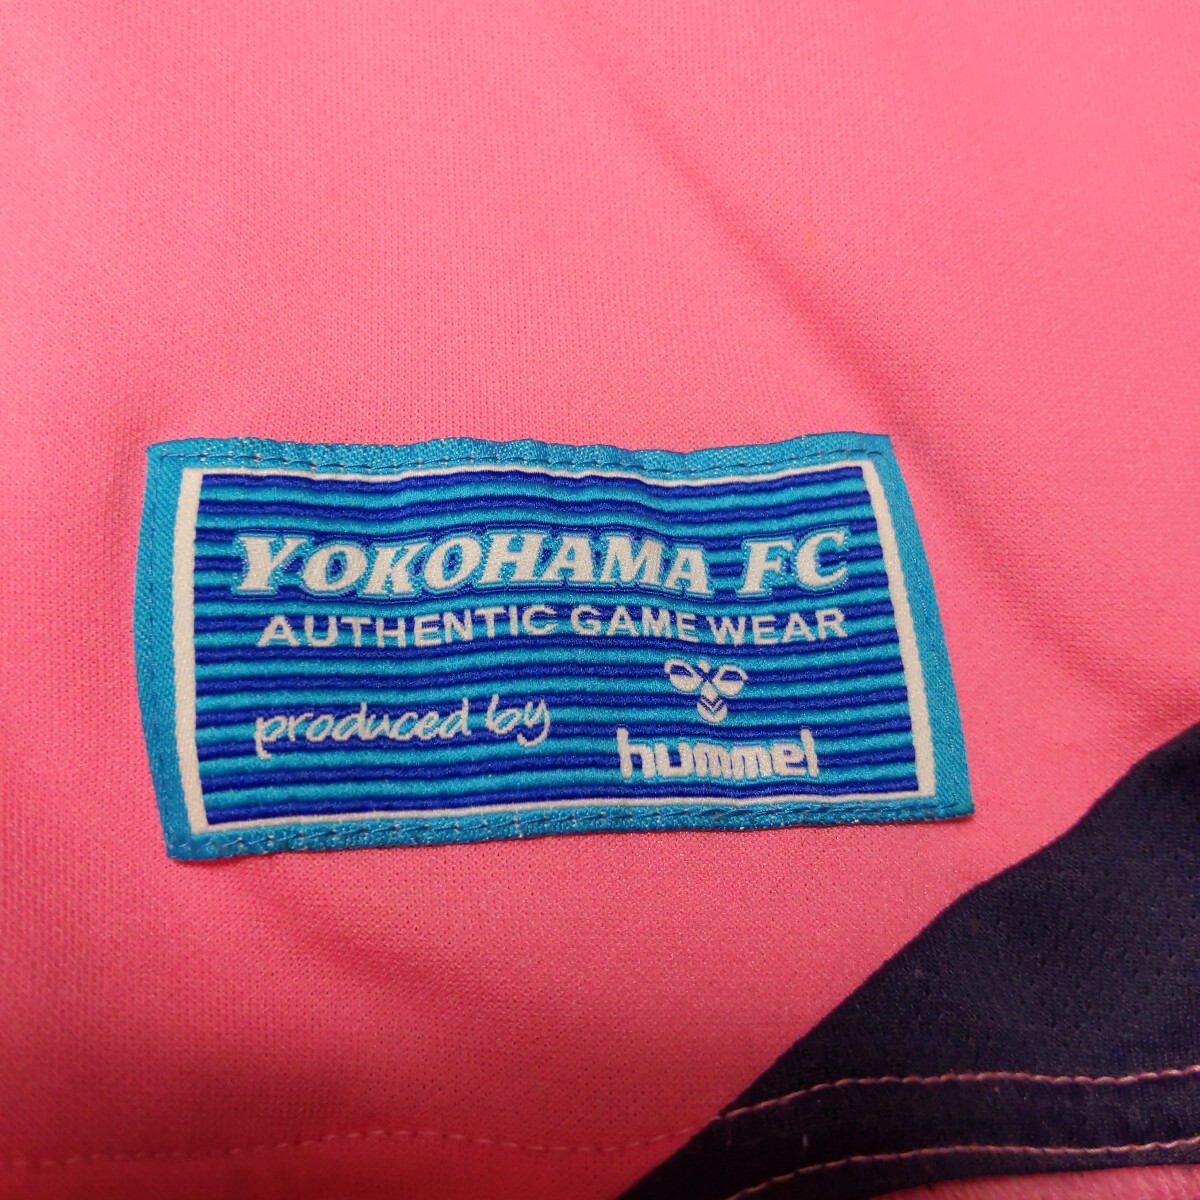 YOKOHAMA FC
AUTHENTIC GAME WEAR
produced by
hummel